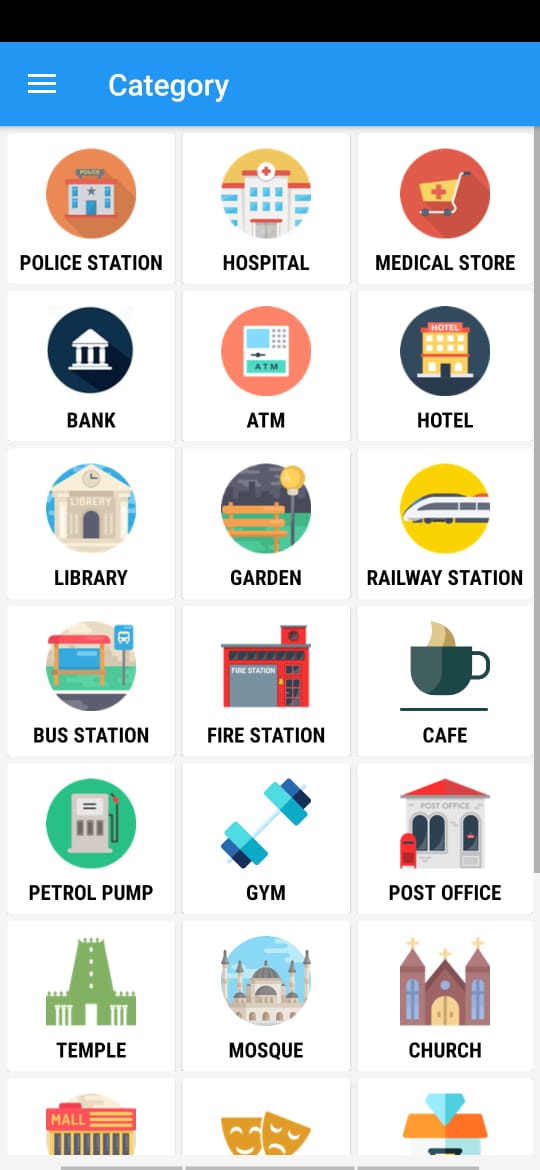 Category
POLICE
POLICE STATION
HOSPITAL
MEDICAL STORE
BANK
ATM
ATM
HOTEL
HOTEL
LIBRERY
LIBRARY
GARDEN
RAILWAY STATION
BUS STATION
FIRE STATION
FIRE STATION
CAFE
PETROL PUMP
GYM
POST OFFICE
POST OFFICE
TEMPLE
MOSQUE
CHURCH
MALL